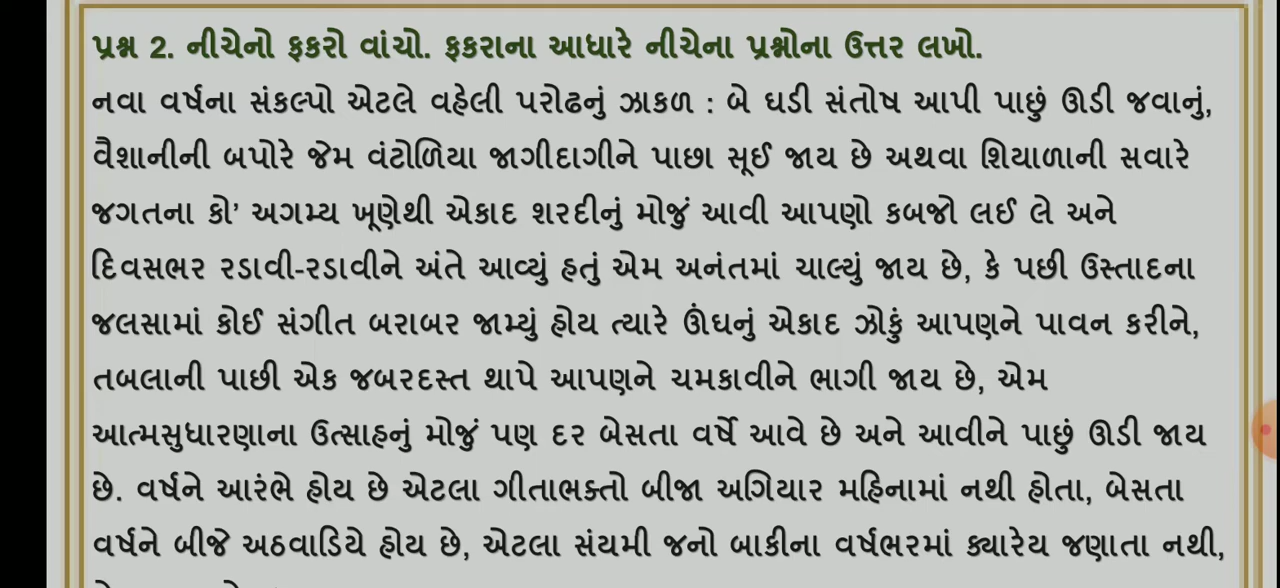 પ્રશ્ન 2. નીચેનો ફકરો વાંચો. ફકરાના આધારે નીચેના પ્રશ્નોના ઉત્તર લખો.
નવા વર્ષના સંકલ્પો એટલે વહેલી પરોઢનું ઝાકળ : બે ઘડી સંતોષ આપી પાછું ઊડી જવાનું,
વૈશાનીની બપોરે જેમ વંટોળિયા જાગીદાગીને પાછા સૂઈ જાય છે અથવા શિયાળાની સવારે
જગતના કો’ અગમ્ય ખૂણેથી એકાદ શરદીનું મોજું આવી આપણો કબજો લઈ લે અને
દિવસભર રડાવી-રડાવીને અંતે આવ્યું હતું એમ અનંતમાં ચાલ્યું જાય છે, કે પછી ઉસ્તાદના
જલસામાં કોઈ સંગીત બરાબર જામ્યું હોય ત્યારે ઊંઘનું એકાદ ઝોકું આપણને પાવન કરીને,
તબલાની પાછી એક જબરદસ્ત થાપે આપણને ચમકાવીને ભાગી જાય છે, એમ
આત્મસુધારણાના ઉત્સાહનું મોજું પણ દર બેસતા વર્ષે આવે છે અને આવીને પાછું ઊડી જાય
છે. વર્ષને આરંભે હોય છે એટલા ગીતાભક્તો બીજા અગિયાર મહિનામાં નથી હોતા, બેસતા
વર્ષને બીજે અઠવાડિયે હોય છે, એટલા સંયમી જનો બાકીના વર્ષભરમાં ક્યારેય જણાતા નથી,